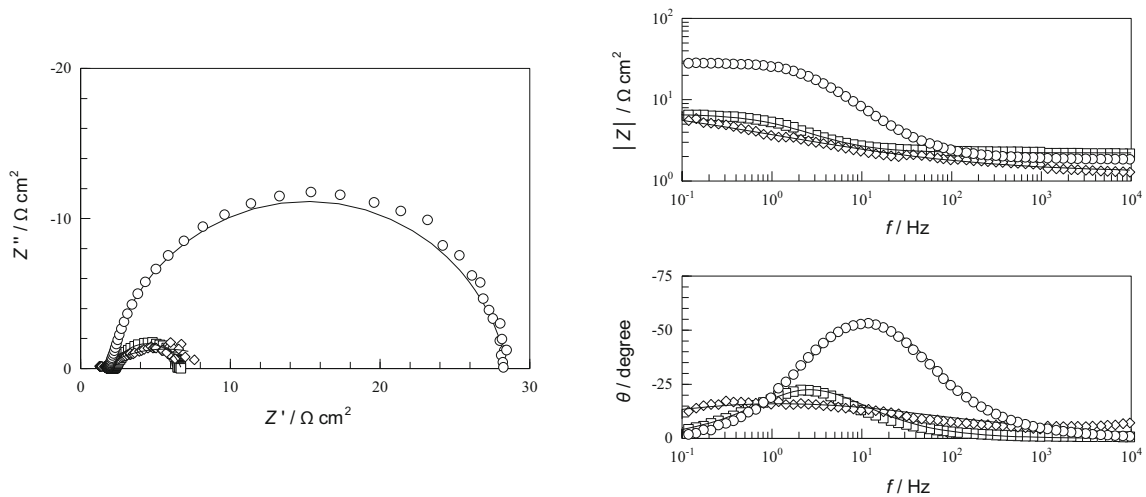 -20
-10
0
Z'' / Ω cm²
0 10 20 30
Z' / Ω cm²
10²
10¹
10⁰
|Z| / Ω cm²
10⁻¹ 10⁰ 10¹ 10² 10³ 10⁴
f / Hz
-75
-50
-25
0
θ / degree
10⁻¹ 10⁰ 10¹ 10² 10³ 10⁴
f / Hz